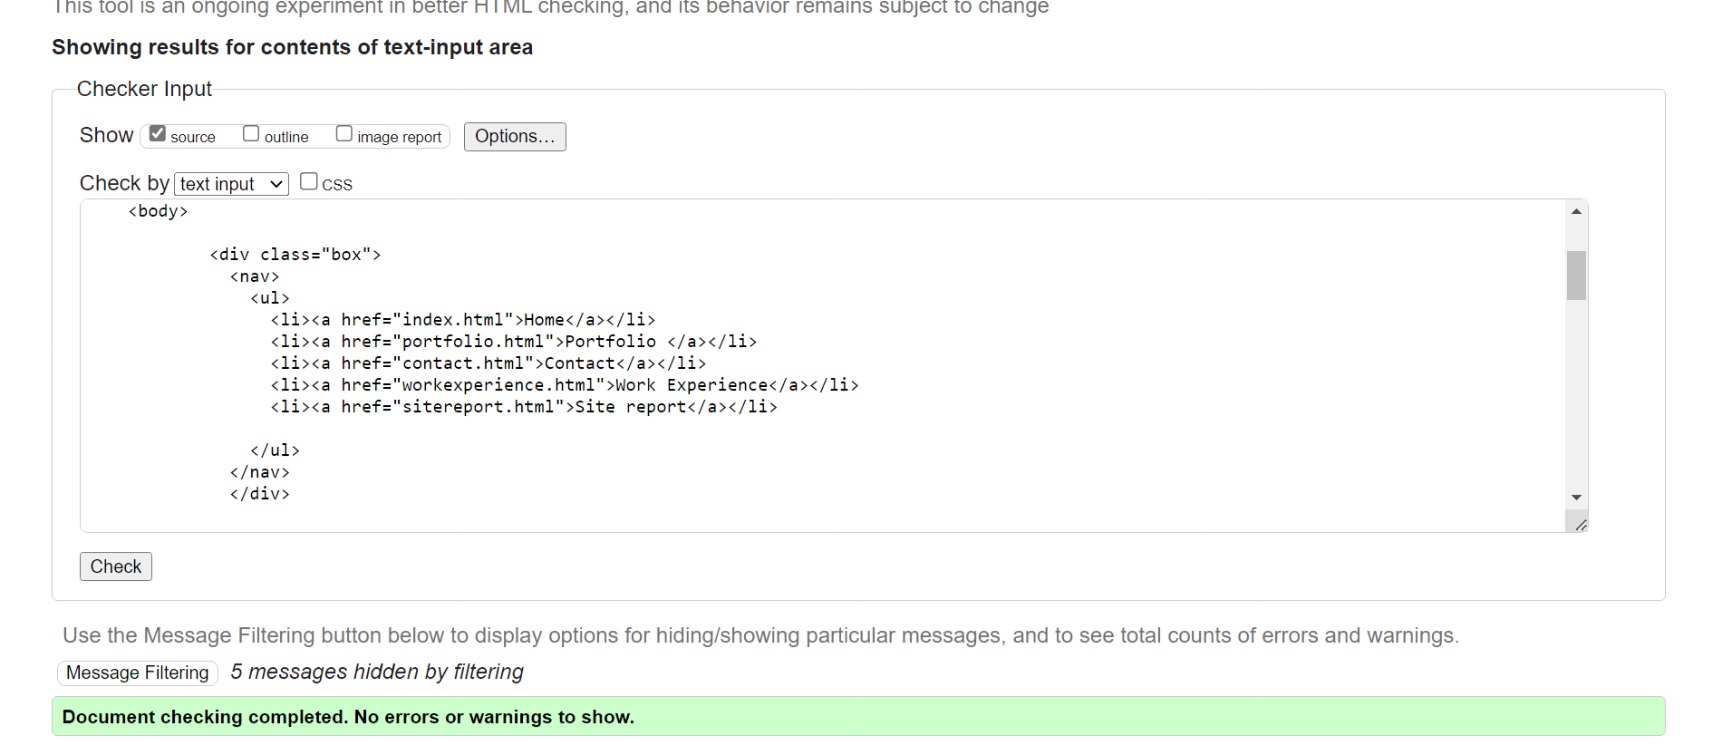 This tool is an ongoing experiment in better HTML checking, and its behavior remains subject to change
Showing results for contents of text-input area
Checker Input
Show source outline image report Options...
Check by text input CSS
<body>
<div class="box">
<nav>
<ul>
<li><a href="index.html">Home</a></li>
<li><a href="portfolio.html">Portfolio </a></li>
<li><a href="contact.html">Contact</a></li>
<li><a href="workexperience.html">Work Experience</a></li>
<li><a href="sitereport.html">Site report</a></li>
</ul>
</nav>
</div>
Check
Use the Message Filtering button below to display options for hiding/showing particular messages, and to see total counts of errors and warnings.
Message Filtering 5 messages hidden by filtering
Document checking completed. No errors or warnings to show.